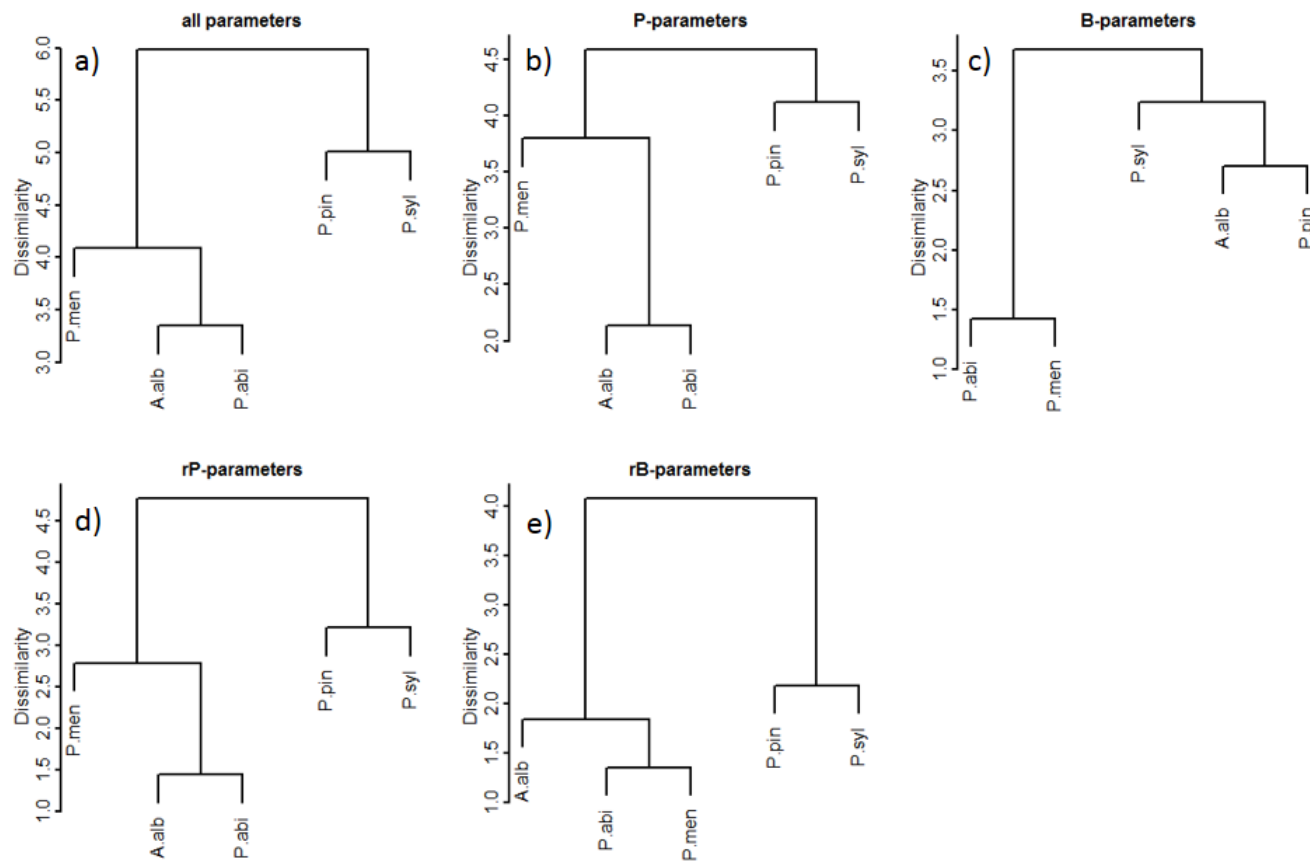 all parameters
a)
Dissimilarity
3.0 3.5 4.0 4.5 5.0 5.5 6.0
P.men
A.alb
P.abi
P.pin
P.syl
P-parameters
b)
Dissimilarity
2.0 2.5 3.0 3.5 4.0 4.5
P.men
A.alb
P.abi
P.pin
P.syl
B-parameters
c)
Dissimilarity
1.0 1.5 2.0 2.5 3.0 3.5
P.abi
P.men
P.syl
A.alb
P.pin
rP-parameters
d)
Dissimilarity
1.0 1.5 2.0 2.5 3.0 3.5 4.0 4.5
P.men
A.alb
P.abi
P.pin
P.syl
rB-parameters
e)
Dissimilarity
1.0 1.5 2.0 2.5 3.0 3.5 4.0
A.alb
P.abi
P.men
P.pin
P.syl